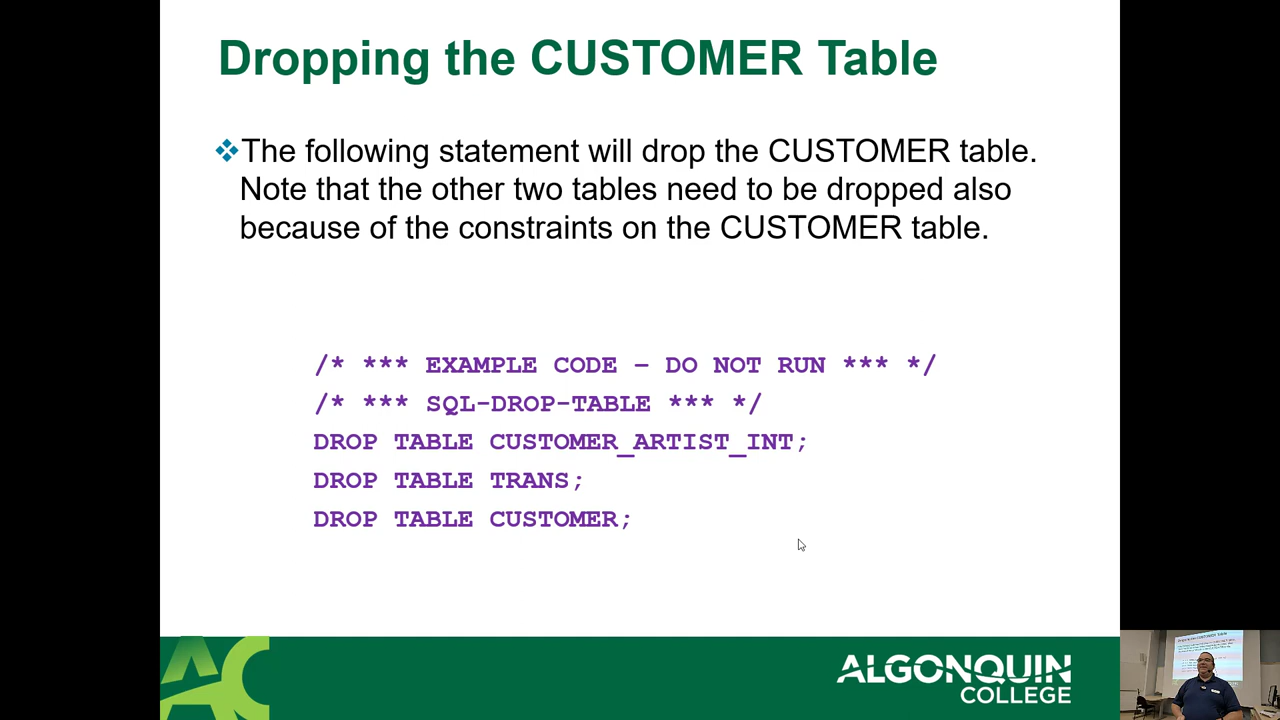 Dropping the CUSTOMER Table
❖The following statement will drop the CUSTOMER table.
Note that the other two tables need to be dropped also
because of the constraints on the CUSTOMER table.
/* *** EXAMPLE CODE – DO NOT RUN *** */
/* *** SQL-DROP-TABLE *** */
DROP TABLE CUSTOMER_ARTIST_INT;
DROP TABLE TRANS;
DROP TABLE CUSTOMER;
AC
ALGONQUIN
COLLEGE